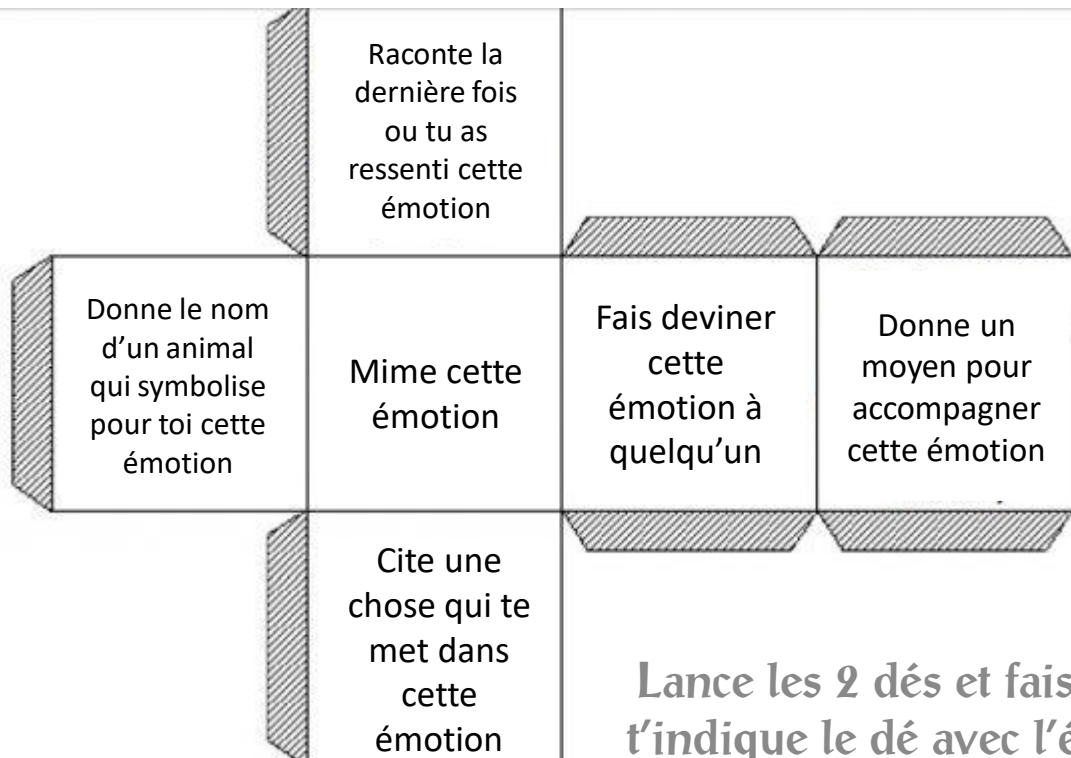 Raconte la
dernière fois
ou tu as
ressenti cette
émotion
Donne le nom
d’un animal
qui symbolise
pour toi cette
émotion
Mime cette
émotion
Fais deviner
cette
émotion à
quelqu’un
Donne un
moyen pour
accompagner
cette émotion
Cite une
chose qui te
met dans
cette
émotion
Lance les 2 dés et fais
t’indique le dé avec l’é